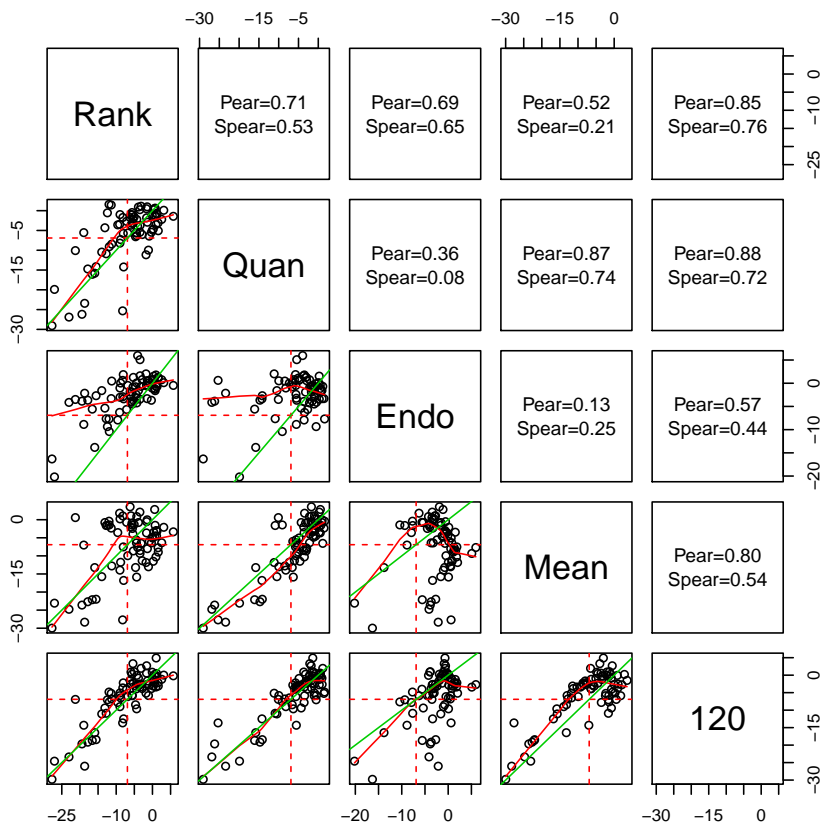 −30 −15 −5 −30 −15 0
Rank
Pear=0.71
Spear=0.53
Pear=0.69
Spear=0.65
Pear=0.52
Spear=0.21
Pear=0.85
Spear=0.76
−25 −10 0
−30 −15 −5
Quan
Pear=0.36
Spear=0.08
Pear=0.87
Spear=0.74
Pear=0.88
Spear=0.72
Endo
Pear=0.13
Spear=0.25
Pear=0.57
Spear=0.44
−20 −10 0
−30 −15 0
Mean
Pear=0.80
Spear=0.54
120
−30 −15 0
−25 −10 0 −20 −10 0 −30 −15 0